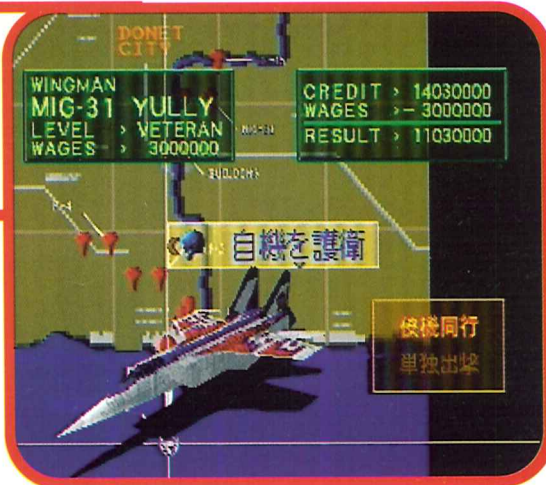 DONET
CITY
WINGMAN
MIG-31 YULLY
LEVEL > VETERAN
WAGES > 3000000
CREDIT > 14030000
WAGES >- 3000000
RESULT > 11030000
自機を護衛
僚機同行
単独出撃